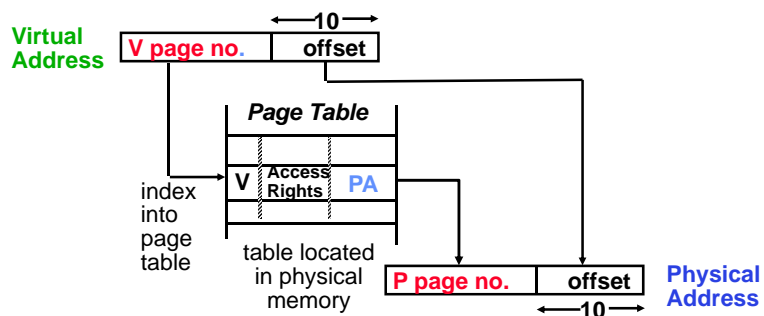 10
Virtual
Address
V page no.
offset
Page Table
V
Access
Rights
PA
index
into
page
table
table located
in physical
memory
P page no.
offset
Physical
Address
10